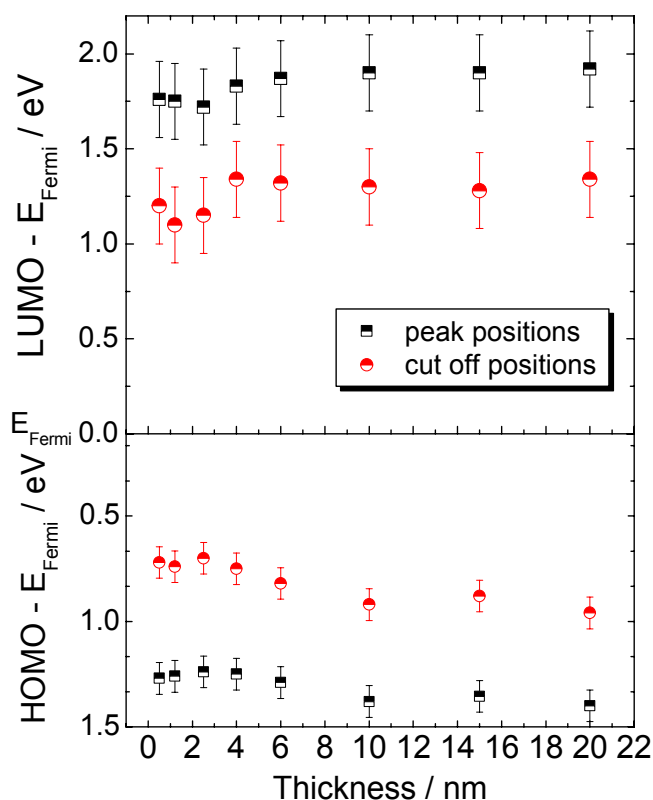 LUMO - E_Fermi / eV
2.0
1.5
1.0
0.5
0.0
peak positions
cut off positions
E_Fermi
HOMO - E_Fermi / eV
0.5
1.0
1.5
0 2 4 6 8 10 12 14 16 18 20 22
Thickness / nm